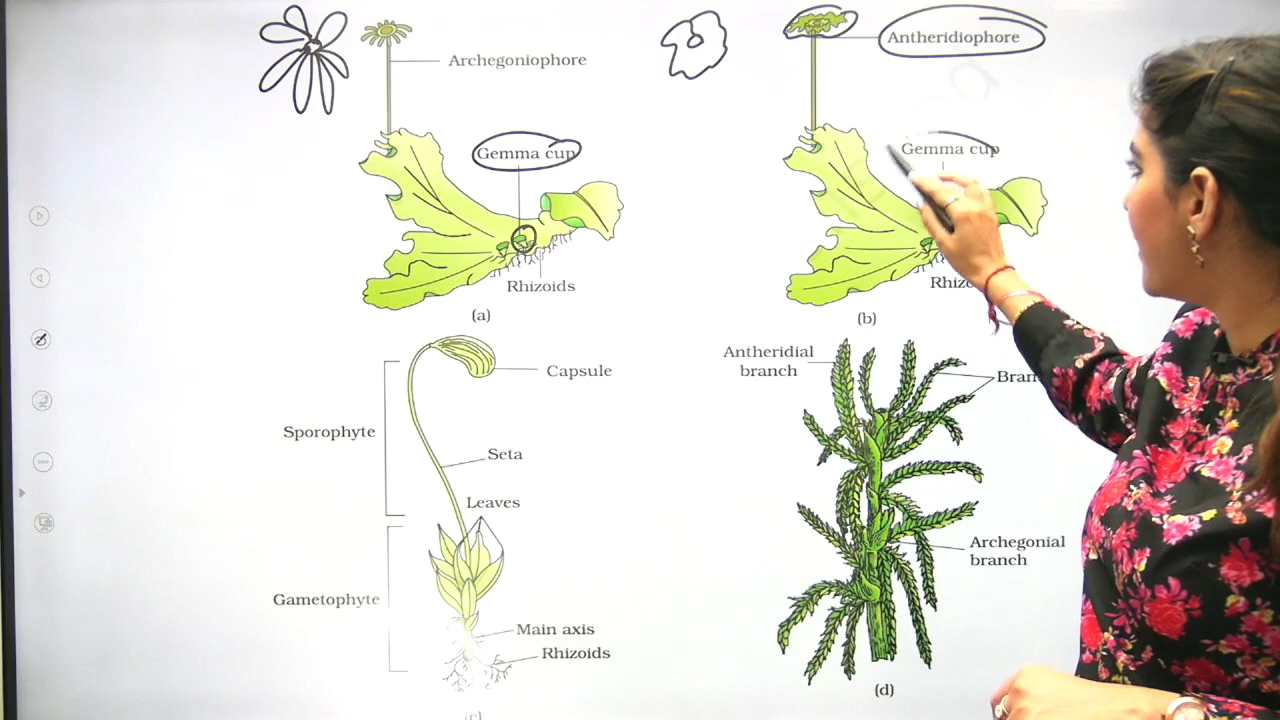 Archegoniophore
Gemma cup
Rhizoids
(a)
Antheridiophore
Gemma cup
(b)
Capsule
Sporophyte
Seta
Leaves
Gametophyte
Main axis
Rhizoids
(c)
Antheridial
branch
Archegonial
branch
(d)